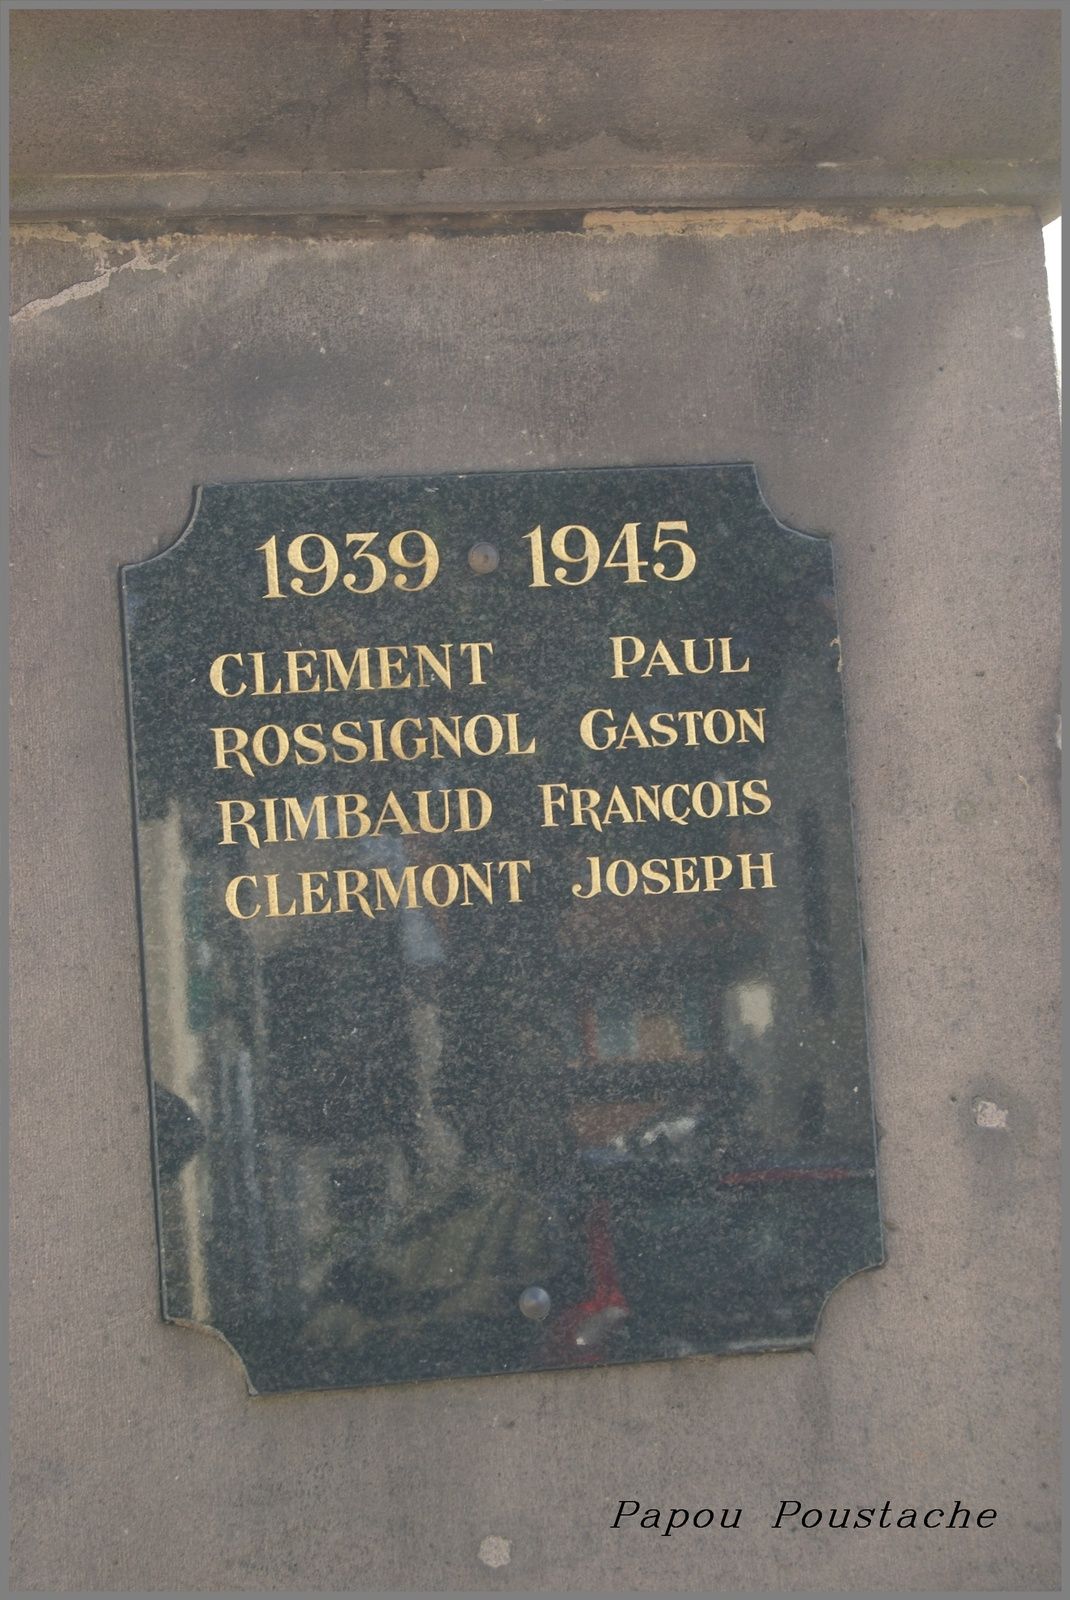 1939 1945
CLEMENT PAUL
ROSSIGNOL GASTON
RIMBAUD FRANÇOIS
CLERMONT JOSEPH
Papou Poustache